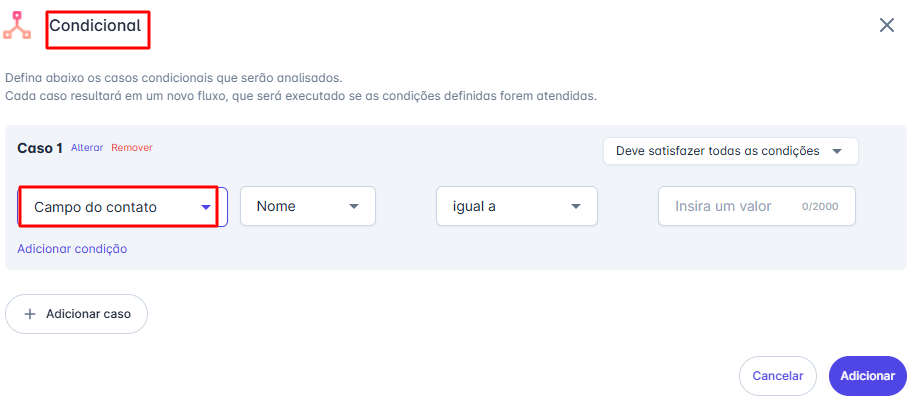 Condicional
Defina abaixo os casos condicionais que serão analisados.
Cada caso resultará em um novo fluxo, que será executado se as condições definidas forem atendidas.
Caso 1 Alterar Remover
Deve satisfazer todas as condições
Campo do contato
Nome
igual a
Insira um valor 0/2000
Adicionar condição
+ Adicionar caso
Cancelar
Adicionar